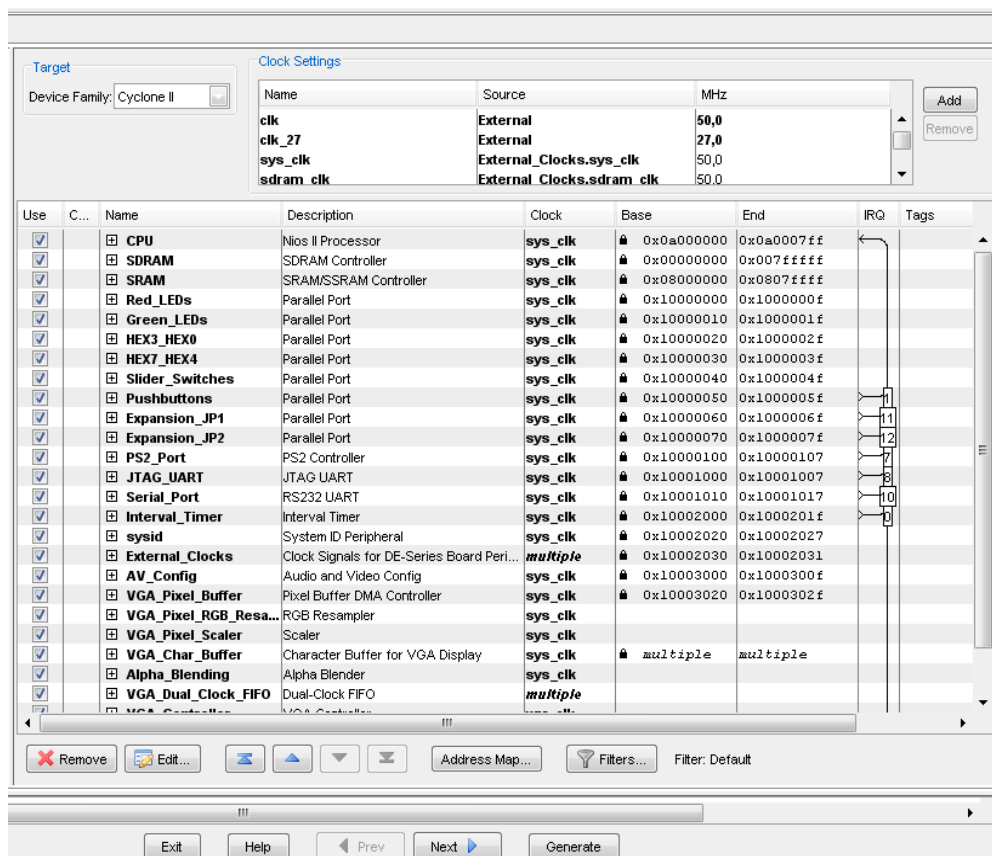 Target
Device Family: Cyclone II
Clock Settings
Name Source MHz
clk External 50,0
clk_27 External 27,0
sys_clk External_Clocks.sys_clk 50,0
sdram_clk External_Clocks.sdram_clk 50,0
Add
Remove
Use C... Name Description Clock Base End IRQ Tags
CPU Nios II Processor sys_clk 0x0a000000 0x0a0007ff
SDRAM SDRAM Controller sys_clk 0x00000000 0x007fffff
SRAM SRAM/SSRAM Controller sys_clk 0x08000000 0x0807ffff
Red_LEDs Parallel Port sys_clk 0x10000000 0x1000000f
Green_LEDs Parallel Port sys_clk 0x10000010 0x1000001f
HEX3_HEX0 Parallel Port sys_clk 0x10000020 0x1000002f
HEX7_HEX4 Parallel Port sys_clk 0x10000030 0x1000003f
Slider_Switches Parallel Port sys_clk 0x10000040 0x1000004f
Pushbuttons Parallel Port sys_clk 0x10000050 0x1000005f 1
Expansion_JP1 Parallel Port sys_clk 0x10000060 0x1000006f 11
Expansion_JP2 Parallel Port sys_clk 0x10000070 0x1000007f 12
PS2_Port PS2 Controller sys_clk 0x10000100 0x10000107 7
JTAG_UART JTAG UART sys_clk 0x10001000 0x10001007 8
Serial_Port RS232 UART sys_clk 0x10001010 0x10001017 10
Interval_Timer Interval Timer sys_clk 0x10002000 0x1000201f 0
sysid System ID Peripheral sys_clk 0x10002020 0x10002027
External_Clocks Clock Signals for DE-Series Board Peri... multiple 0x10002030 0x10002031
AV_Config Audio and Video Config sys_clk 0x10003000 0x1000300f
VGA_Pixel_Buffer Pixel Buffer DMA Controller sys_clk 0x10003020 0x1000302f
VGA_Pixel_RGB_Resa... RGB Resampler sys_clk
VGA_Pixel_Scaler Scaler sys_clk
VGA_Char_Buffer Character Buffer for VGA Display sys_clk multiple multiple
Alpha_Blending Alpha Blender sys_clk
VGA_Dual_Clock_FIFO Dual-Clock FIFO multiple
VGA_Controller VGA Controller sys_clk
Remove Edit... Address Map... Filters... Filter: Default
Exit Help Prev Next Generate